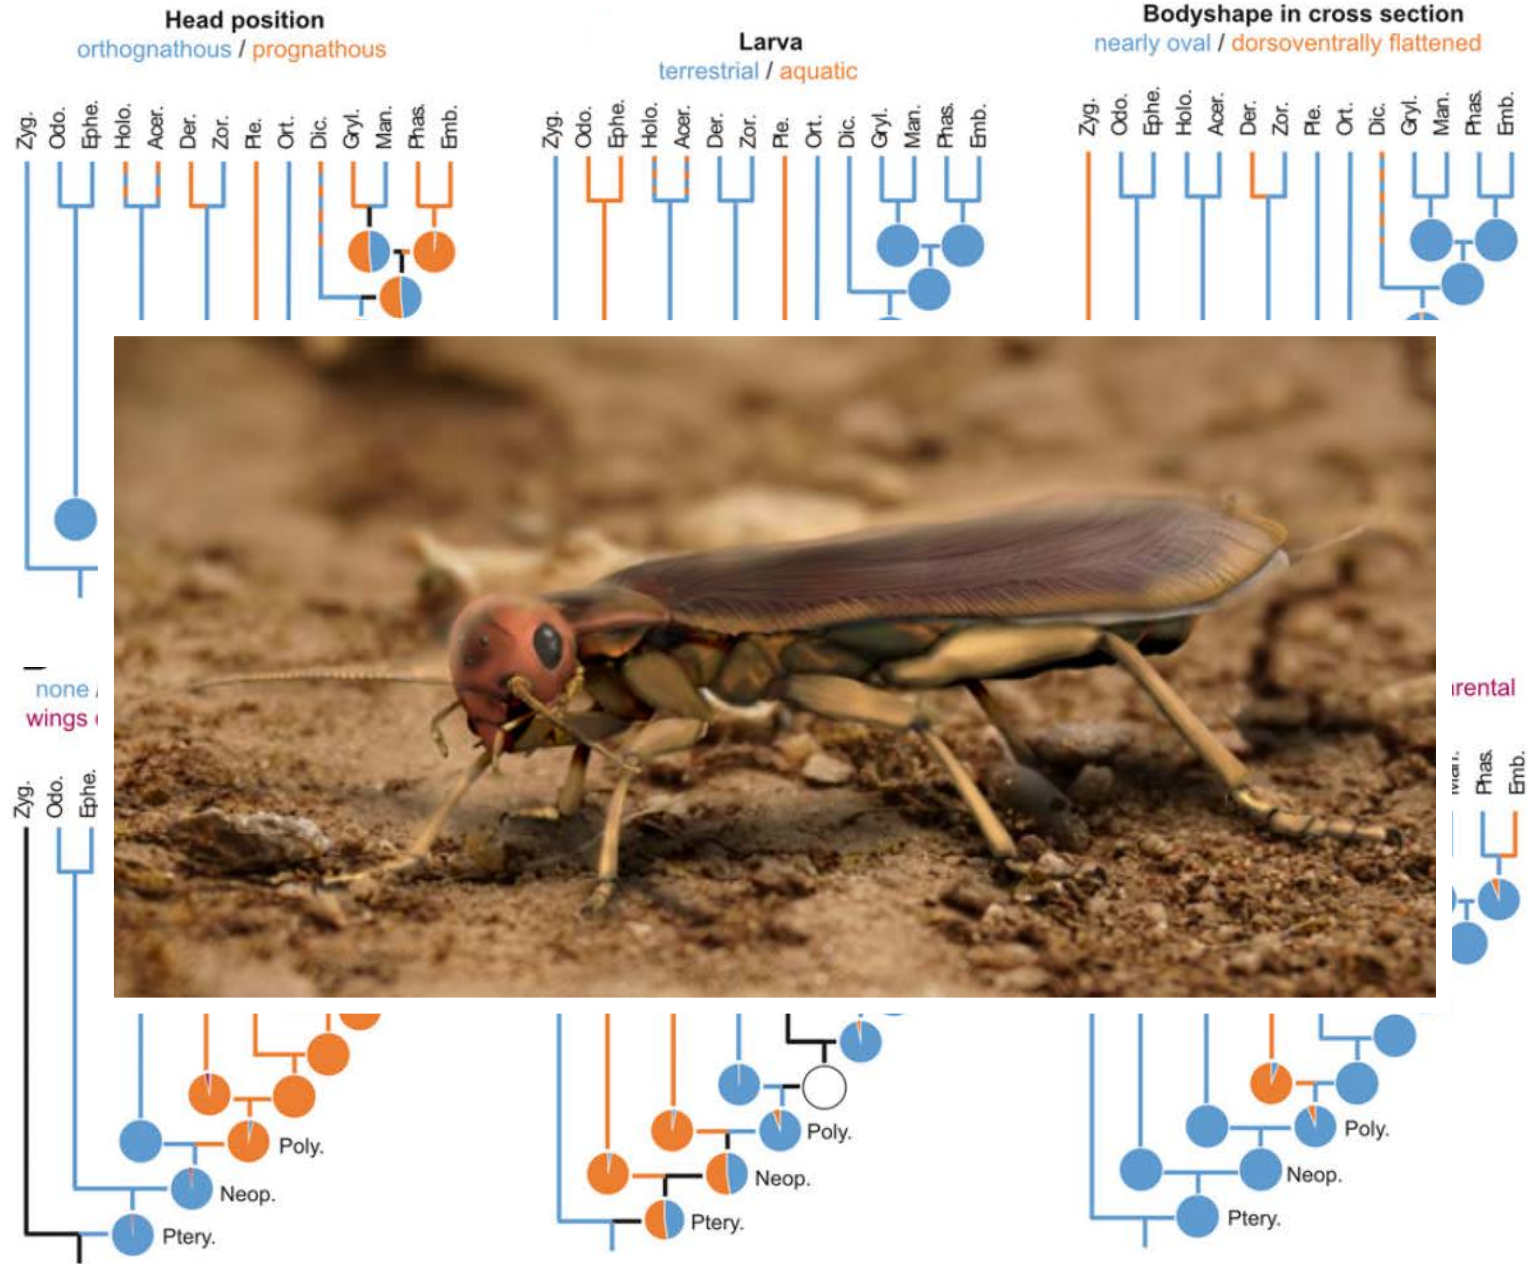 Head position
orthognathous / prognathous
Zyg. Odo. Ephe. Holo. Acer. Der. Zor. Ple. Ort. Dic. Gryl. Man. Phas. Emb.
Larva
terrestrial / aquatic
Zyg. Odo. Ephe. Holo. Acer. Der. Zor. Ple. Ort. Dic. Gryl. Man. Phas. Emb.
Bodyshape in cross section
nearly oval / dorsoventrally flattened
Zyg. Odo. Ephe. Holo. Acer. Der. Zor. Ple. Ort. Dic. Gryl. Man. Phas. Emb.
none /
wings
Zyg. Odo. Ephe.
Poly.
Neop.
Ptery.
Poly.
Neop.
Ptery.
Phas. Emb.
Poly.
Neop.
Ptery.